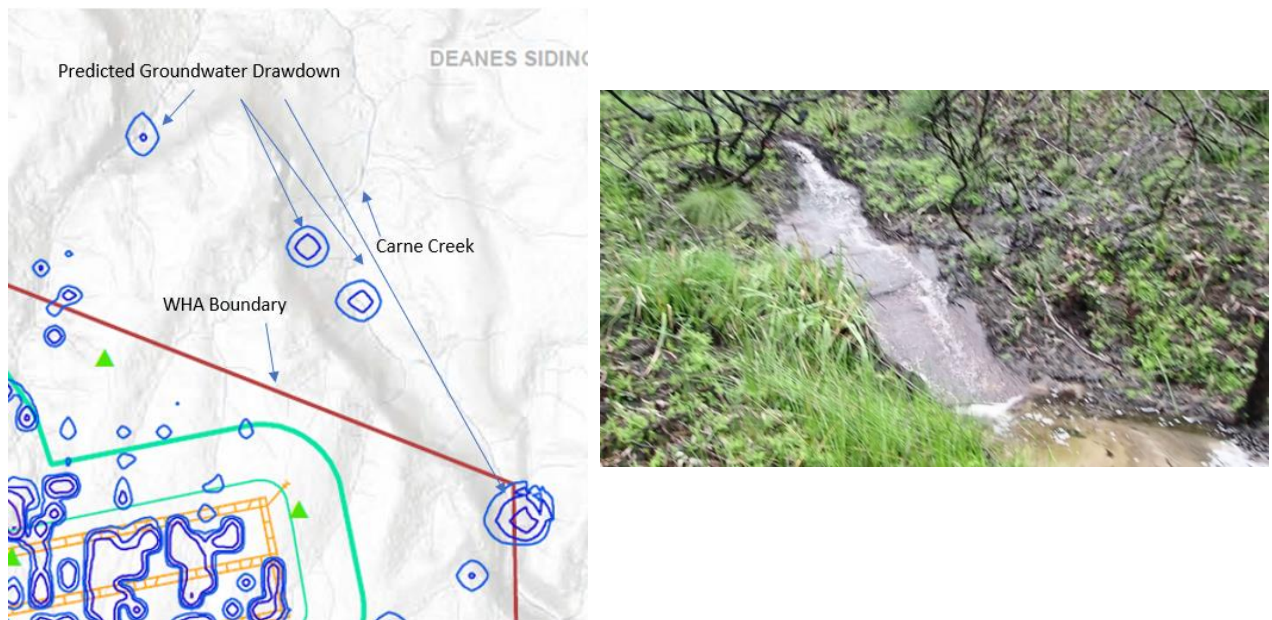 DEANES SIDING
Predicted Groundwater Drawdown
Carne Creek
WHA Boundary